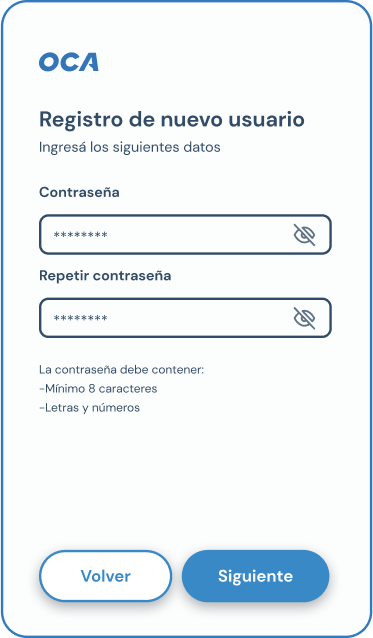 OCA
Registro de nuevo usuario
Ingresá los siguientes datos
Contraseña
********
Repetir contraseña
********
La contraseña debe contener:
-Mínimo 8 caracteres
-Letras y números
Volver
Siguiente